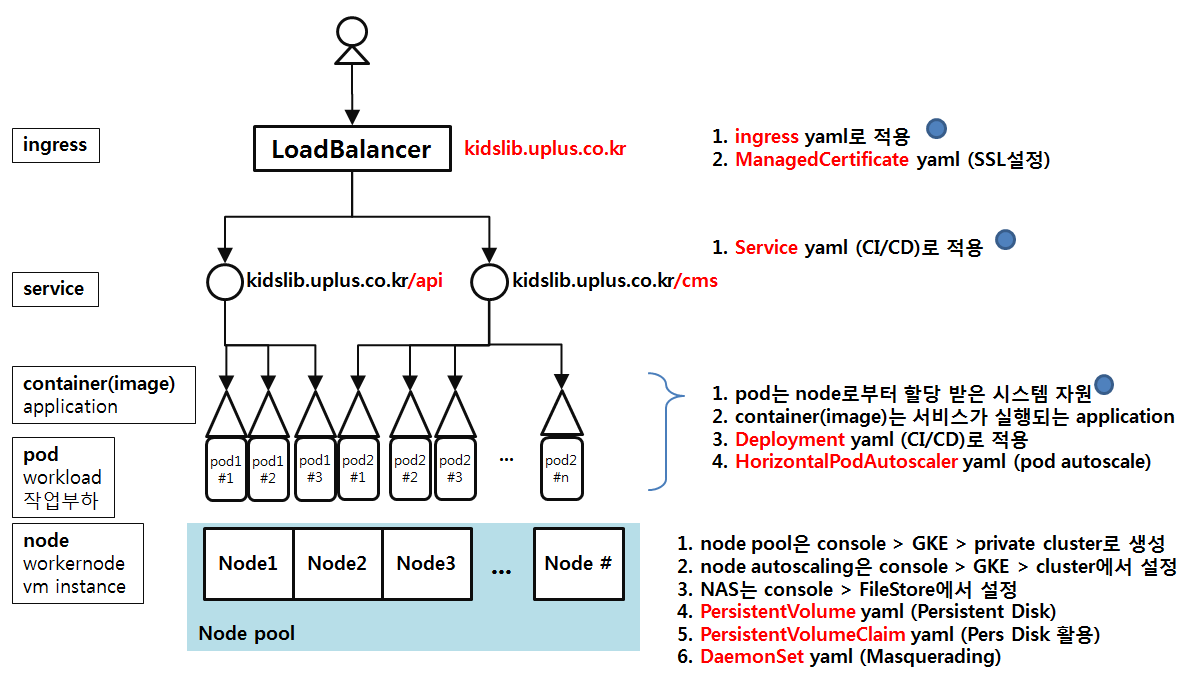 ingress
LoadBalancer
kidslib.uplus.co.kr
1. ingress yaml로 적용
2. ManagedCertificate yaml (SSL설정)
service
kidslib.uplus.co.kr/api
kidslib.uplus.co.kr/cms
1. Service yaml (CI/CD)로 적용
container(image)
application
pod
workload
작업부하
pod1
#1
pod1
#2
pod1
#3
pod2
#1
pod2
#2
pod2
#3
...
pod2
#n
1. pod는 node로부터 할당 받은 시스템 자원
2. container(image)는 서비스가 실행되는 application
3. Deployment yaml (CI/CD)로 적용
4. HorizontalPodAutoscaler yaml (pod autoscale)
node
workernode
vm instance
Node1
Node2
Node3
...
Node #
Node pool
1. node pool은 console > GKE > private cluster로 생성
2. node autoscaling은 console > GKE > cluster에서 설정
3. NAS는 console > FileStore에서 설정
4. PersistentVolume yaml (Persistent Disk)
5. PersistentVolumeClaim yaml (Pers Disk 활용)
6. DaemonSet yaml (Masquerading)